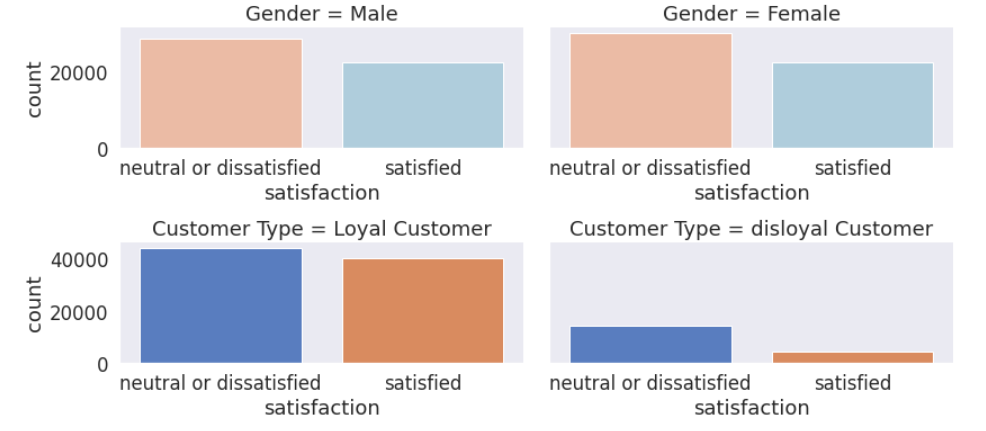 Gender = Male
Gender = Female
count
20000
0
neutral or dissatisfied
satisfied
satisfaction
neutral or dissatisfied
satisfied
satisfaction
Customer Type = Loyal Customer
Customer Type = disloyal Customer
count
40000
20000
0
neutral or dissatisfied
satisfied
satisfaction
neutral or dissatisfied
satisfied
satisfaction